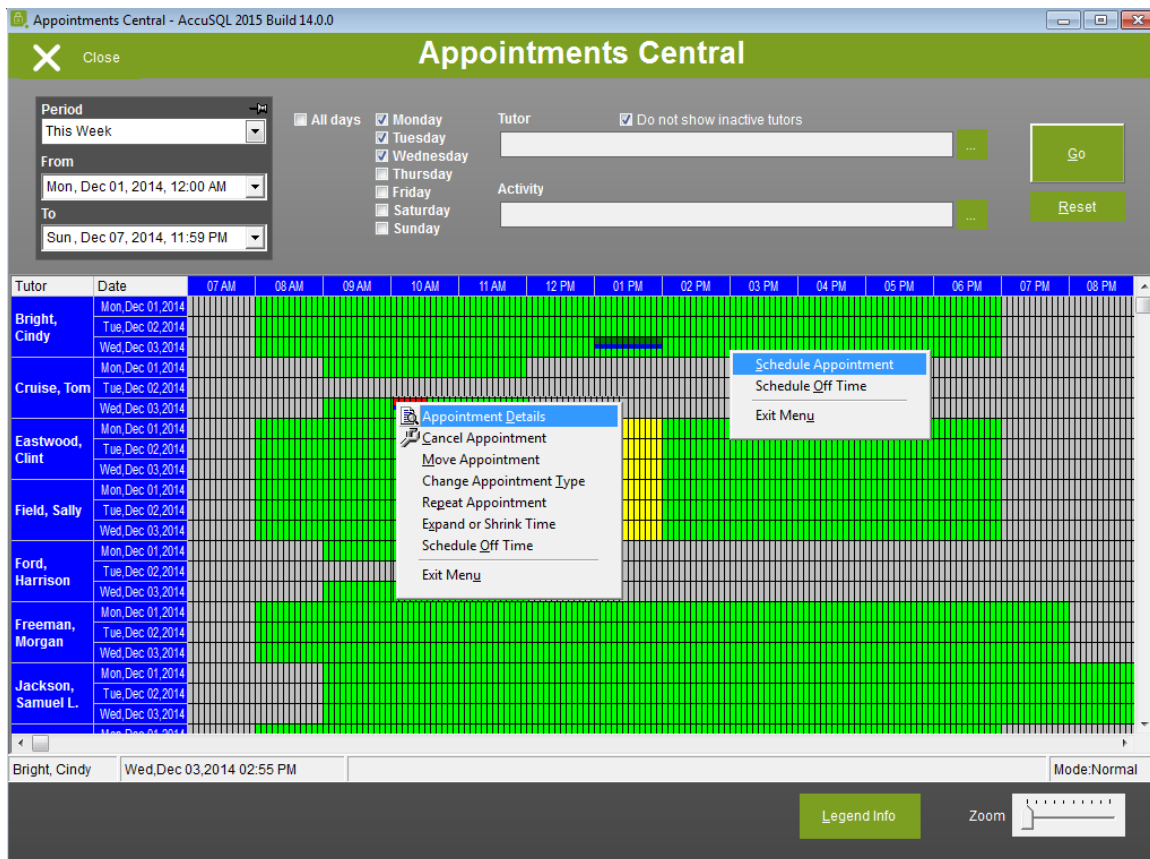 Appointments Central - AccuSQL 2015 Build 14.0.0
Close
Appointments Central
Period
This Week
From
Mon, Dec 01, 2014, 12:00 AM
To
Sun , Dec 07, 2014, 11:59 PM
All days
Monday
Tuesday
Wednesday
Thursday
Friday
Saturday
Sunday
Tutor
Do not show inactive tutors
...
Activity
...
Go
Reset
Tutor Date 07 AM 08 AM 09 AM 10 AM 11 AM 12 PM 01 PM 02 PM 03 PM 04 PM 05 PM 06 PM 07 PM 08 PM
Bright, Cindy
Mon,Dec 01,2014
Tue,Dec 02,2014
Wed,Dec 03,2014
Cruise, Tom
Mon,Dec 01,2014
Tue,Dec 02,2014
Wed,Dec 03,2014
Eastwood, Clint
Mon,Dec 01,2014
Tue,Dec 02,2014
Wed,Dec 03,2014
Field, Sally
Mon,Dec 01,2014
Tue,Dec 02,2014
Wed,Dec 03,2014
Ford, Harrison
Mon,Dec 01,2014
Tue,Dec 02,2014
Wed,Dec 03,2014
Freeman, Morgan
Mon,Dec 01,2014
Tue,Dec 02,2014
Wed,Dec 03,2014
Jackson, Samuel L.
Mon,Dec 01,2014
Tue,Dec 02,2014
Wed,Dec 03,2014
Mon,Dec 01,2014
Schedule Appointment
Schedule Off Time
Exit Menu
Appointment Details
Cancel Appointment
Move Appointment
Change Appointment Type
Repeat Appointment
Expand or Shrink Time
Schedule Off Time
Exit Menu
Bright, Cindy
Wed,Dec 03,2014 02:55 PM
Mode:Normal
Legend Info
Zoom